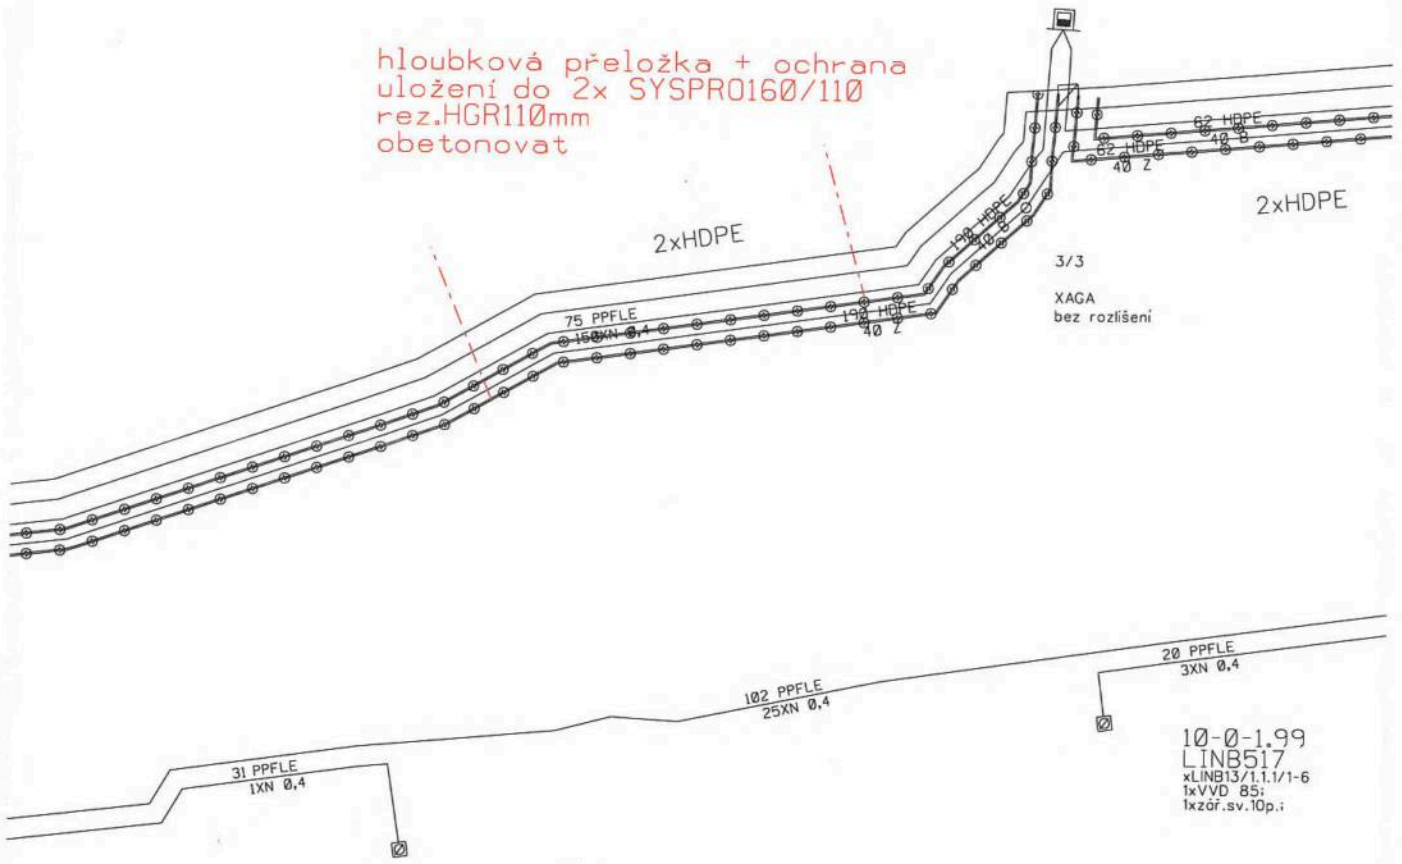 hloubková přeložka + ochrana
uložení do 2x SYSPRO160/110
rez.HGR110mm
obetonovat
62 HDPE
40 B
62 HDPE
40 Z
2xHDPE
2xHDPE
190 HDPE
40 B
3/3
XAGA
bez rozlišení
75 PPFLE
150XN 0,4
190 HDPE
40 Z
20 PPFLE
3XN 0,4
102 PPFLE
25XN 0,4
31 PPFLE
1XN 0,4
10-0-1.99
LINB517
xLINB13/1.1.1/1-6
1xVVD 85;
1xzář.sv.10p.;